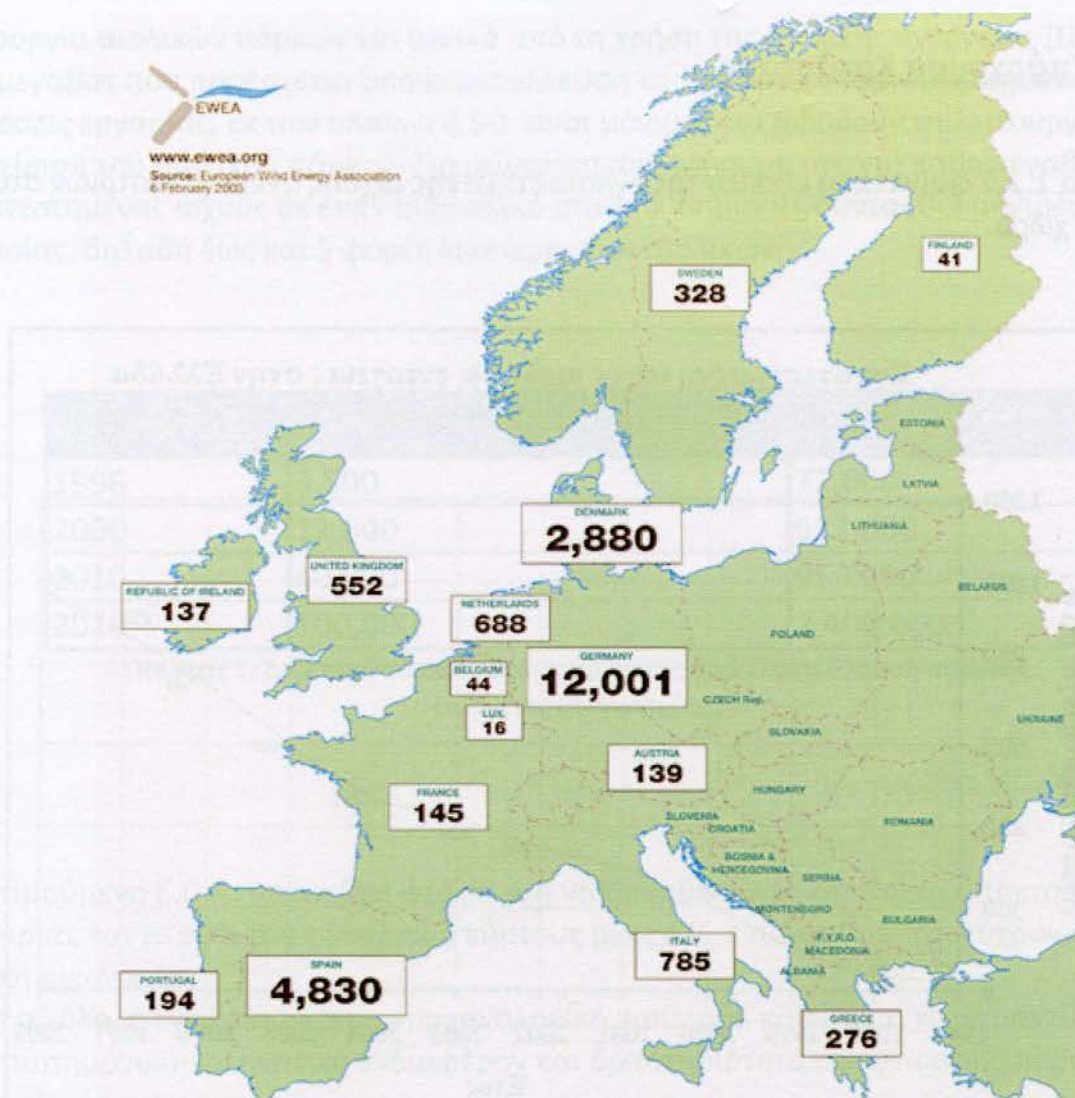 EWEA
www.ewea.org
Source: European Wind Energy Association
6 February 2003
FINLAND
41
SWEDEN
328
ESTONIA
LATVIA
LITHUANIA
DENMARK
2,880
BELARUS
UNITED KINGDOM
552
REPUBLIC OF IRELAND
137
NETHERLANDS
688
POLAND
GERMANY
12,001
BELGIUM
44
CZECH Rep.
LUX.
16
UKRAINE
SLOVAKIA
AUSTRIA
139
HUNGARY
FRANCE
145
SLOVENIA
CROATIA
ROMANIA
BOSNIA &
HERCEGOVINA
SERBIA
MONTENEGRO
BULGARIA
ITALY
785
F.Y.R.O.
MACEDONIA
ALBANIA
PORTUGAL
194
SPAIN
4,830
GREECE
276